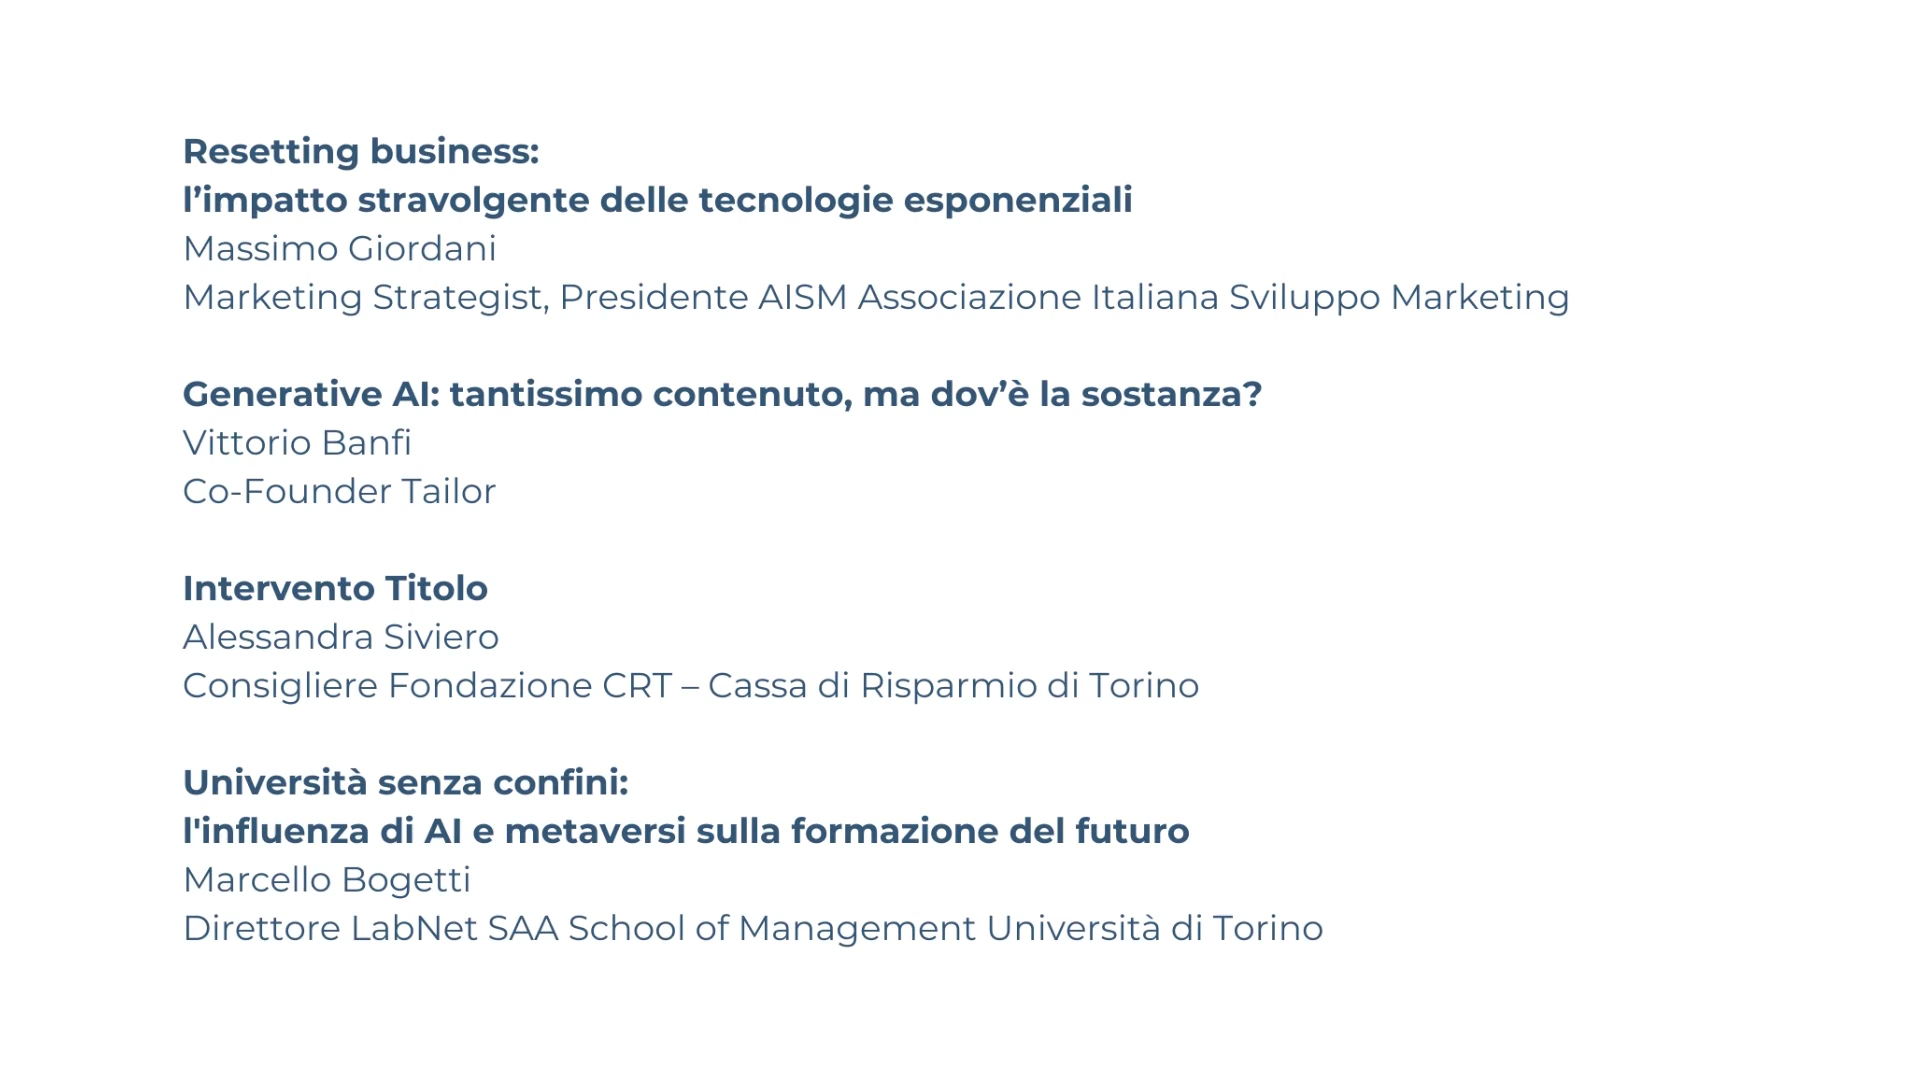 Resetting business:
l’impatto stravolgente delle tecnologie esponenziali
Massimo Giordani
Marketing Strategist, Presidente AISM Associazione Italiana Sviluppo Marketing
Generative AI: tantissimo contenuto, ma dov’è la sostanza?
Vittorio Banfi
Co-Founder Tailor
Intervento Titolo
Alessandra Siviero
Consigliere Fondazione CRT – Cassa di Risparmio di Torino
Università senza confini:
l'influenza di AI e metaversi sulla formazione del futuro
Marcello Bogetti
Direttore LabNet SAA School of Management Università di Torino